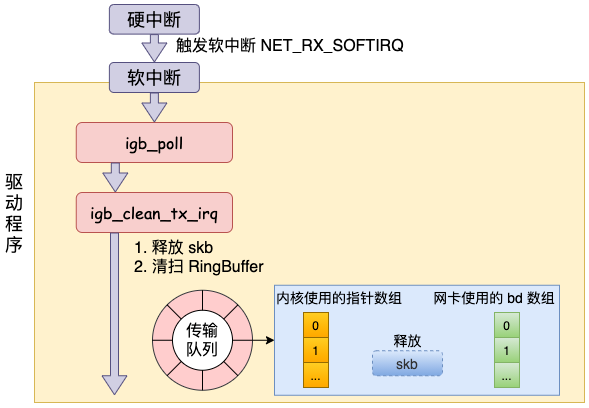 硬中断
触发软中断 NET_RX_SOFTIRQ
软中断
驱动程序
igb_poll
igb_clean_tx_irq
1. 释放 skb
2. 清扫 RingBuffer
传输
队列
内核使用的指针数组
网卡使用的 bd 数组
0
1
...
释放
skb
0
1
...